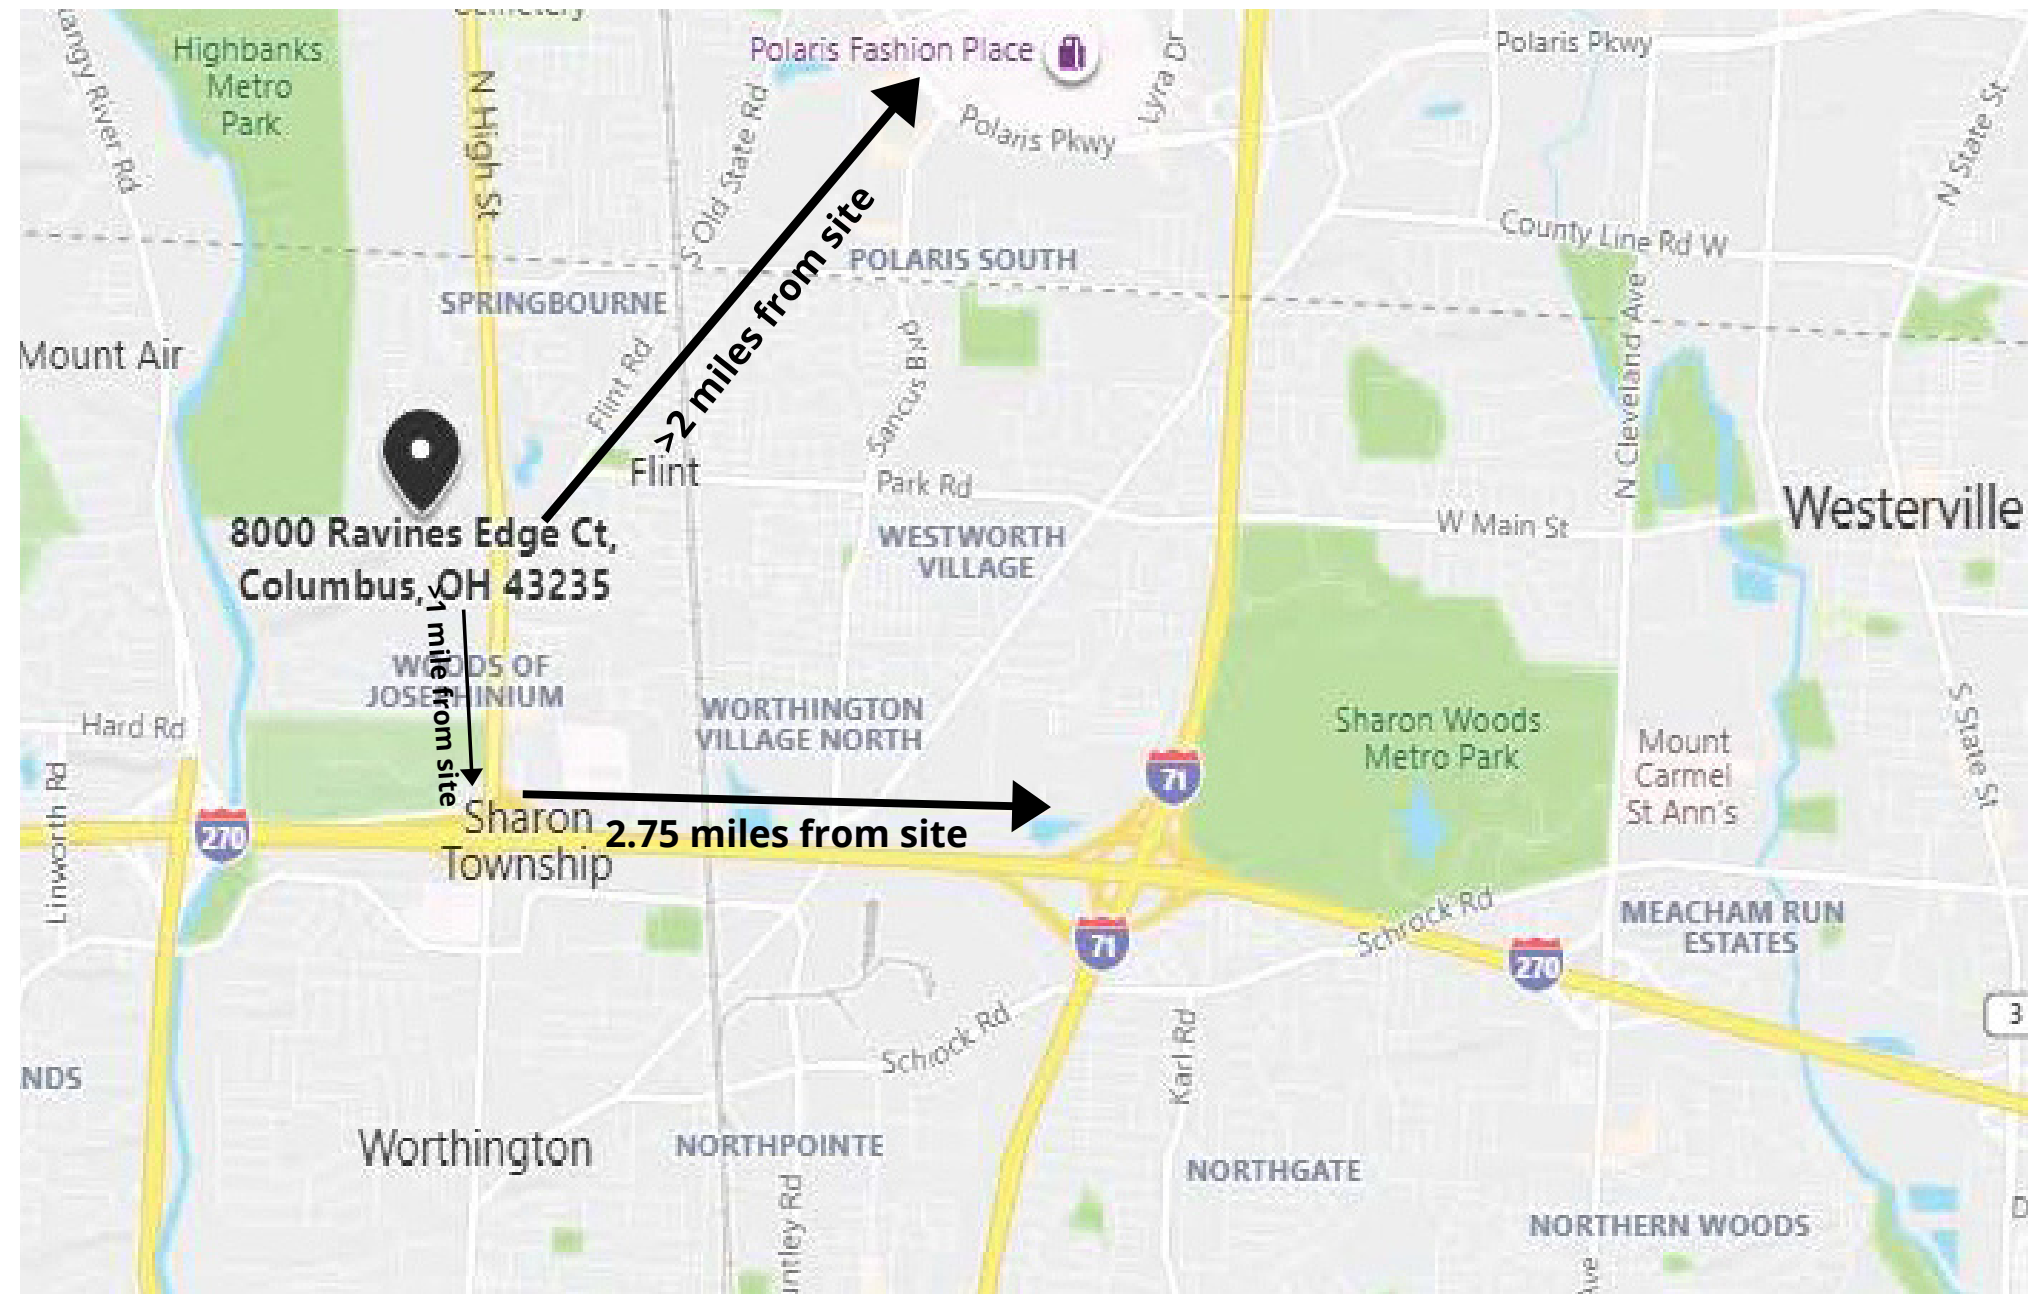 Cemetery
Highbanks
Metro
Park
Polaris Fashion Place
Lyra Dr
Polaris Pkwy
N High St
S Old State Rd
Polaris Pkwy
N State St
County Line Rd W
POLARIS SOUTH
SPRINGBOURNE
Mount Air
Flint Rd
>2 miles from site
Sancus Blvd
N Cleveland Ave
Flint
Park Rd
W Main St
Westerville
8000 Ravines Edge Ct,
Columbus, OH 43235
WESTWORTH
VILLAGE
>1 mile from site
WOODS OF
JOSEPHINIUM
WORTHINGTON
VILLAGE NORTH
Hard Rd
Sharon Woods
Metro Park
Mount
Carmel
St Ann's
S State St
Linworth Rd
270
71
Sharon
Township
2.75 miles from site
71
Schrock Rd
MEACHAM RUN
ESTATES
270
3
Schrock Rd
Karl Rd
NDS
Worthington
NORTHPOINTE
NORTHGATE
untley Rd
NORTHERN WOODS
D
Ave